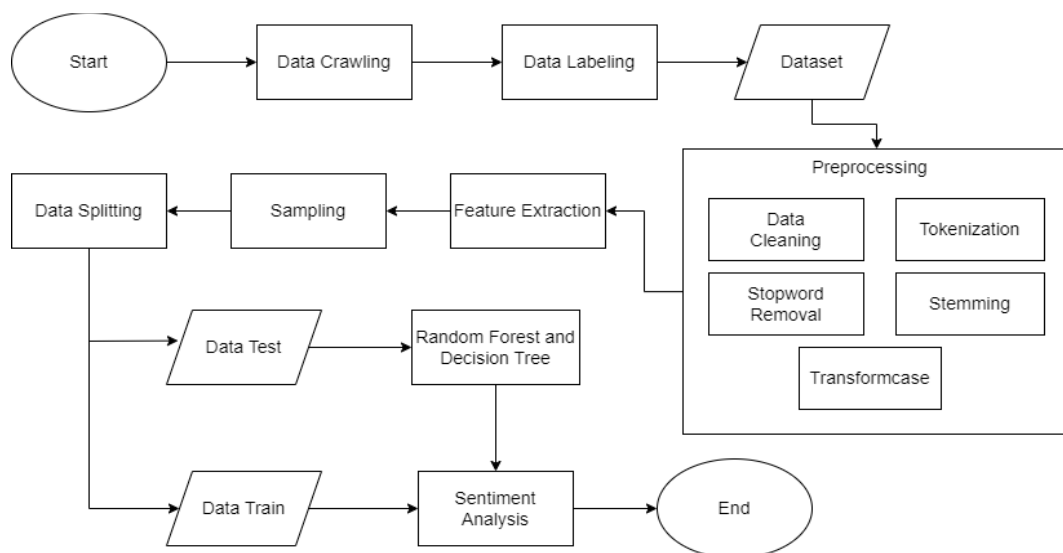 Start
Data Crawling
Data Labeling
Dataset
Preprocessing
Data
Cleaning
Tokenization
Stopword
Removal
Stemming
Transformcase
Feature Extraction
Sampling
Data Splitting
Data Test
Random Forest and
Decision Tree
Data Train
Sentiment
Analysis
End